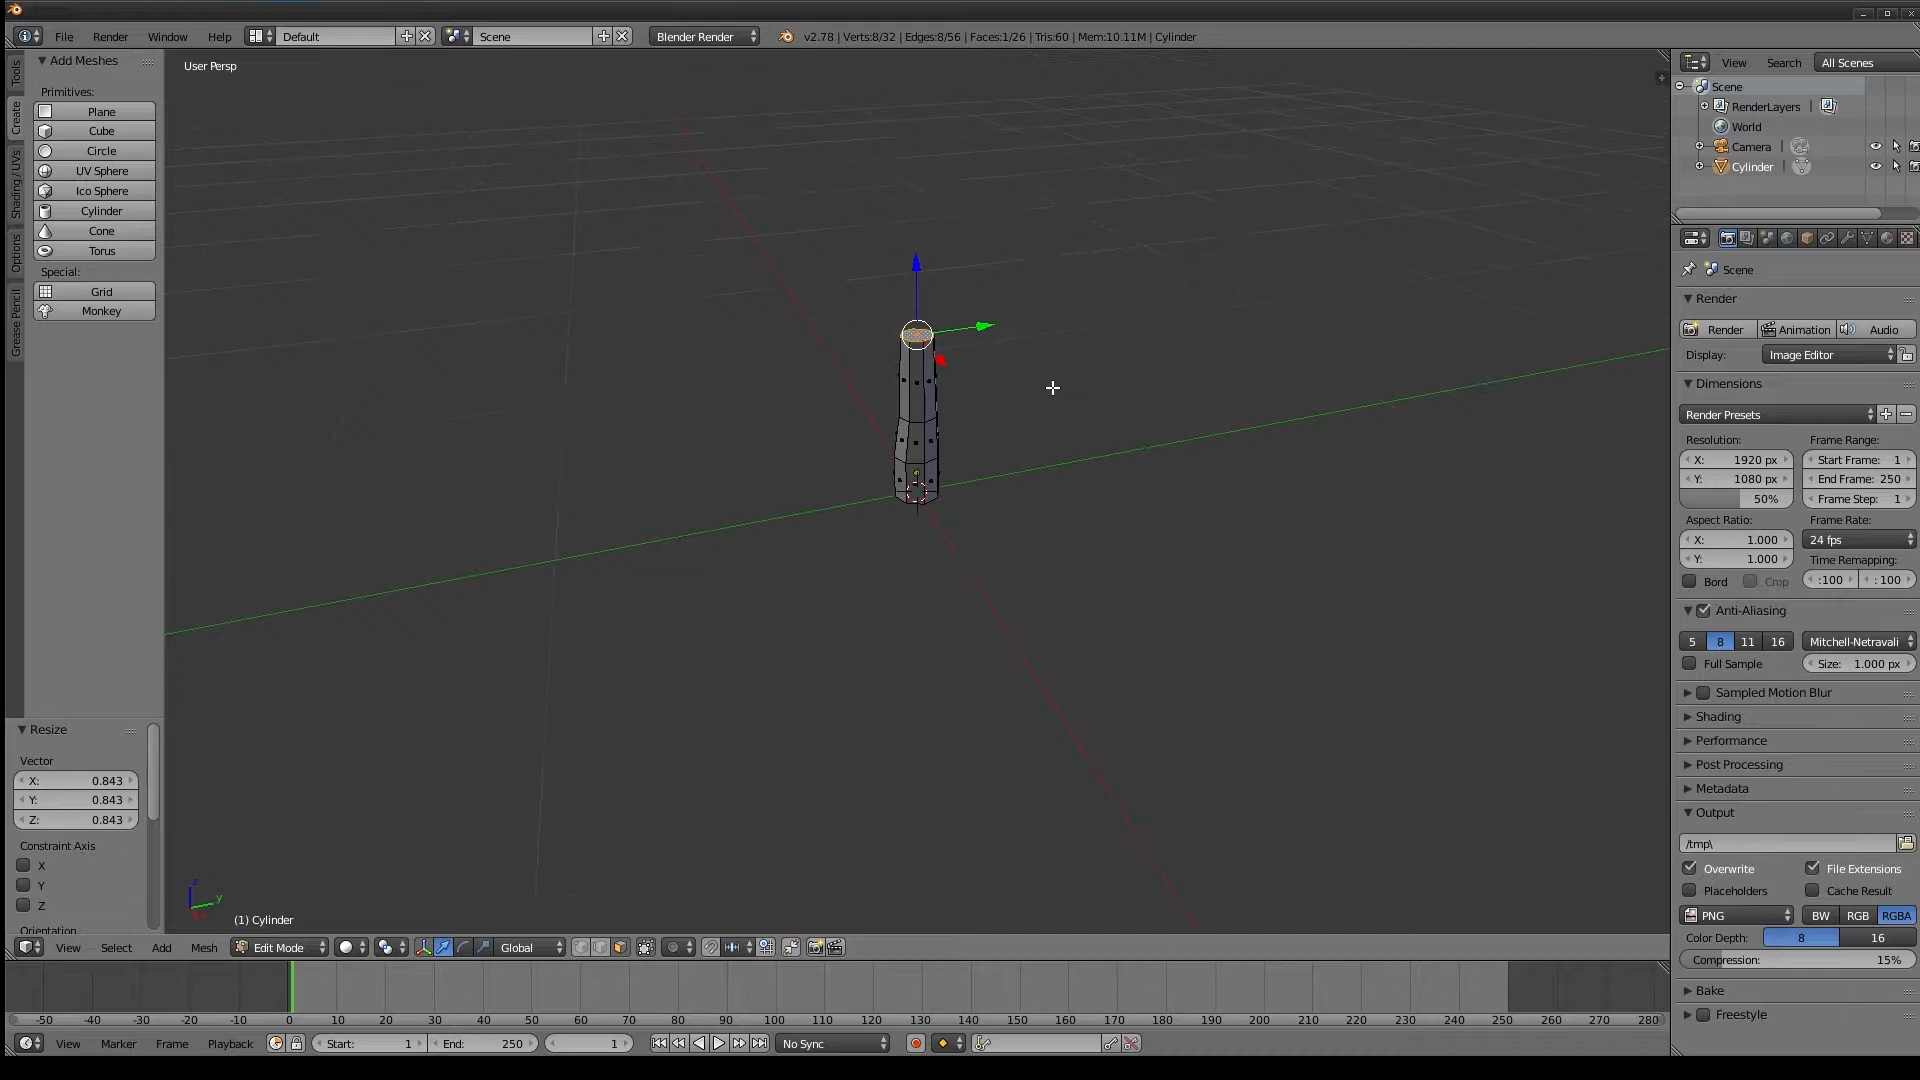 File Render Window Help Default Scene Blender Render v2.78 | Verts:8/32 | Edges:8/56 | Faces:1/26 | Tris:60 | Mem:10.11M | Cylinder
Tools
Create
Shading / UVs
Options
Grease Pencil
Add Meshes
Primitives:
Plane
Cube
Circle
UV Sphere
Ico Sphere
Cylinder
Cone
Torus
Special:
Grid
Monkey
Resize
Vector
X: 0.843
Y: 0.843
Z: 0.843
Constraint Axis
X
Y
Z
Orientation
User Persp
z
y
(1) Cylinder
View Select Add Mesh Edit Mode Global
-50 -40 -30 -20 -10 0 10 20 30 40 50 60 70 80 90 100 110 120 130 140 150 160 170 180 190 200 210 220 230 240 250 260 270 280
View Marker Frame Playback Start: 1 End: 250 1 No Sync
View Search All Scenes
Scene
RenderLayers |
World
Camera |
Cylinder |
Scene
Render
Render Animation Audio
Display: Image Editor
Dimensions
Render Presets
Resolution: Frame Range:
X: 1920 px Start Frame: 1
Y: 1080 px End Frame: 250
50% Frame Step: 1
Aspect Ratio: Frame Rate:
X: 1.000 24 fps
Y: 1.000 Time Remapping:
Bord Crop :100 :100
Anti-Aliasing
5 8 11 16 Mitchell-Netravali
Full Sample Size: 1.000 px
Sampled Motion Blur
Shading
Performance
Post Processing
Metadata
Output
/tmp\
Overwrite File Extensions
Placeholders Cache Result
PNG BW RGB RGBA
Color Depth: 8 16
Compression: 15%
Bake
Freestyle